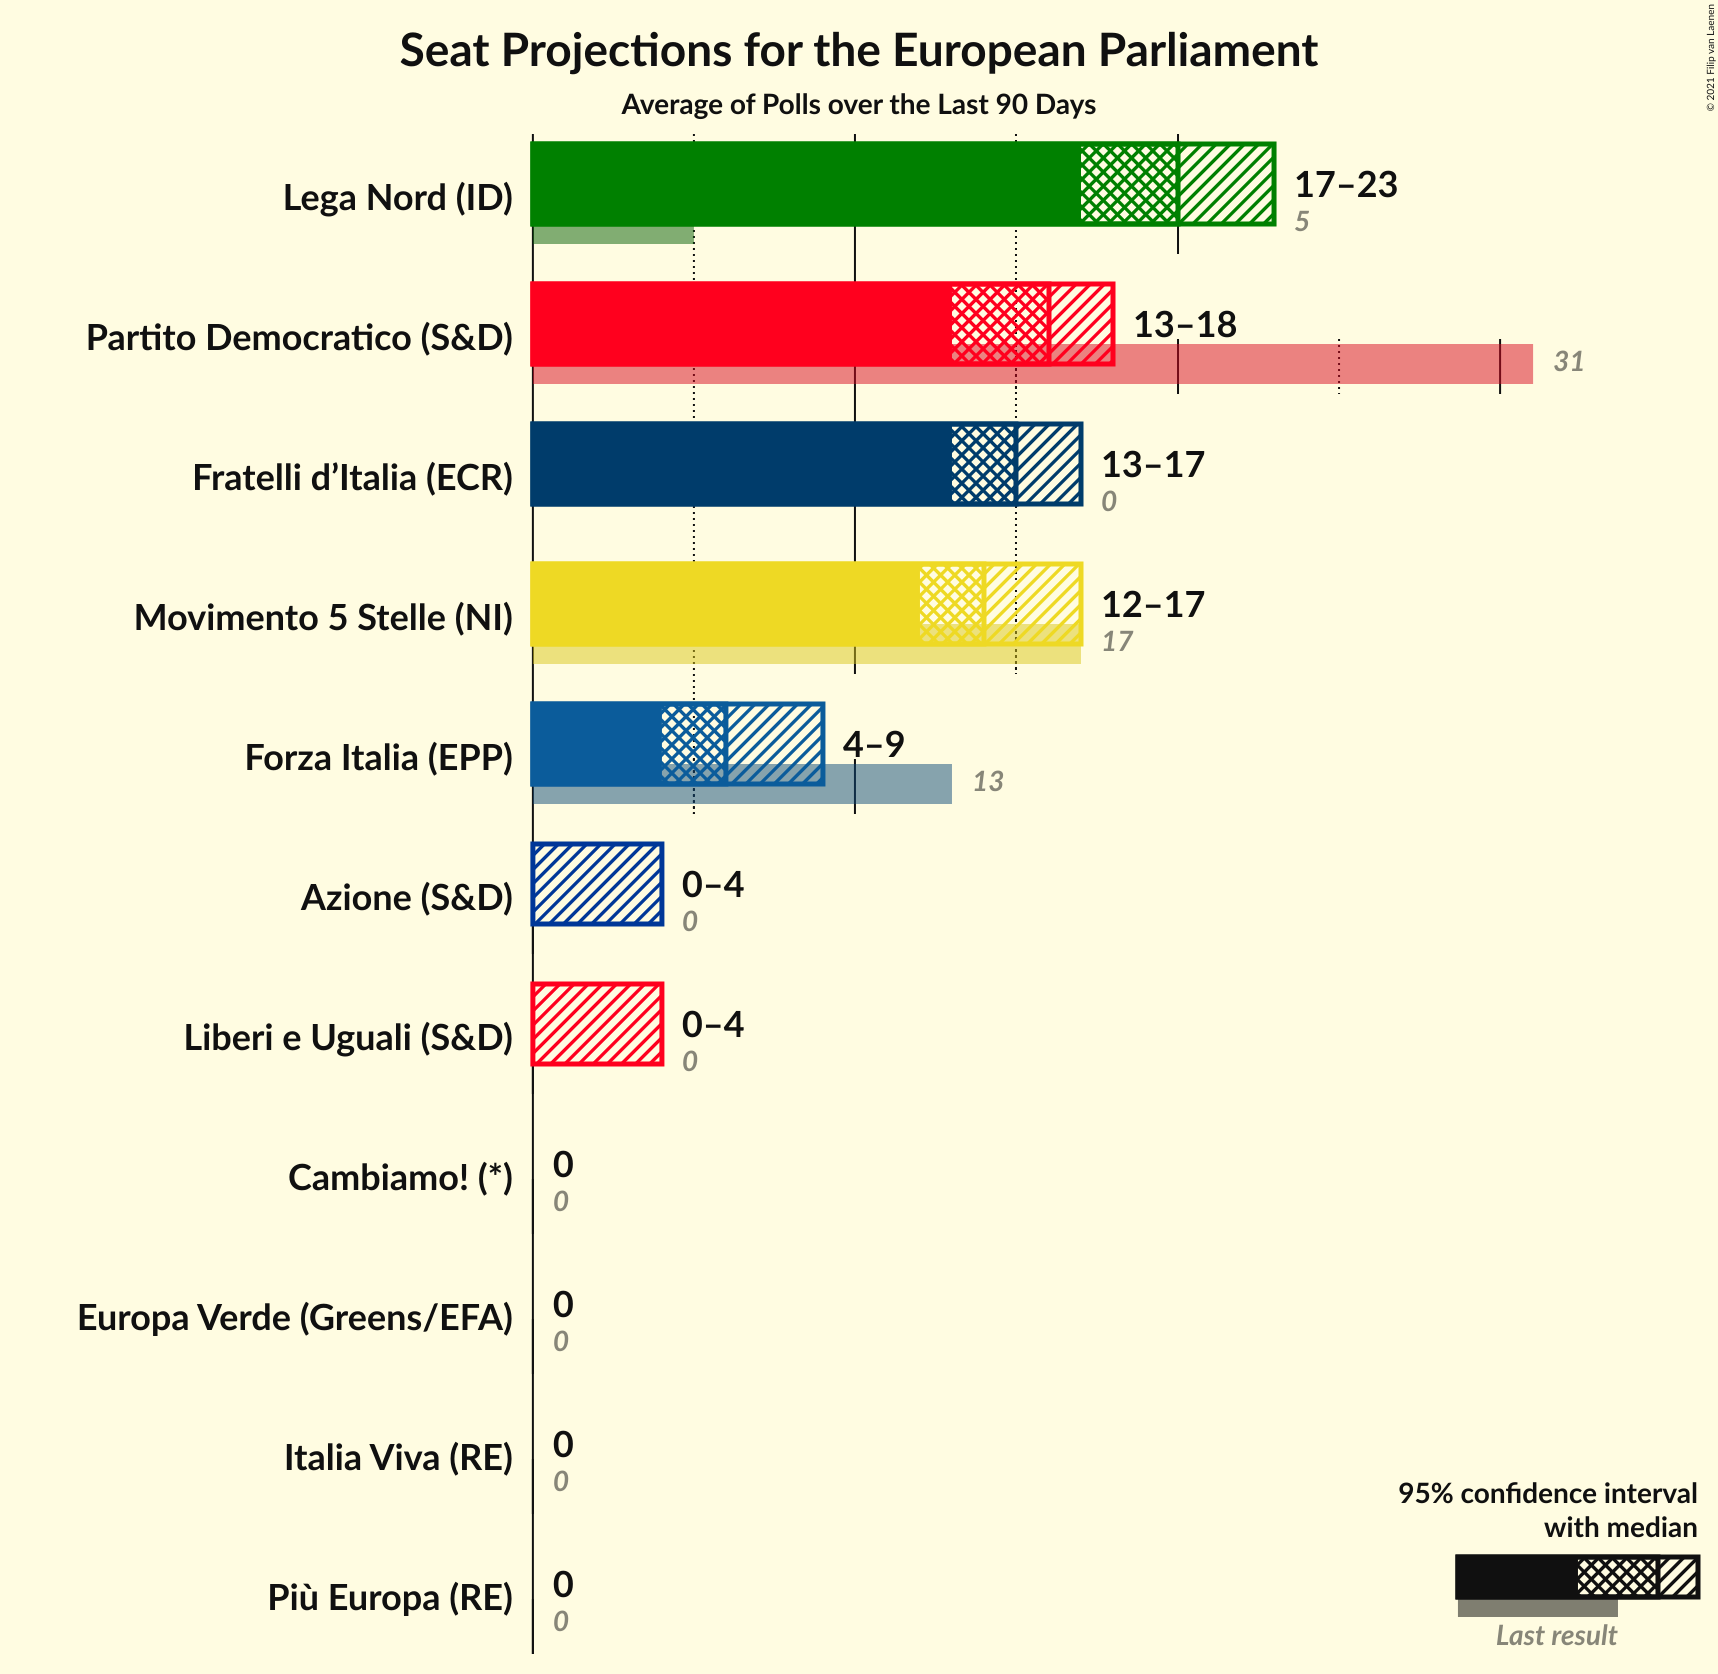 Seat Projections for the European Parliament
Average of Polls over the Last 90 Days
© 2021 Filip van Laenen
Lega Nord (ID)
17–23
5
Partito Democratico (S&D)
13–18
31
Fratelli d’Italia (ECR)
13–17
0
Movimento 5 Stelle (NI)
12–17
17
Forza Italia (EPP)
4–9
13
Azione (S&D)
0–4
0
Liberi e Uguali (S&D)
0–4
0
Cambiamo! (*)
0
0
Europa Verde (Greens/EFA)
0
0
Italia Viva (RE)
0
0
Più Europa (RE)
0
0
95% confidence interval
with median
Last result